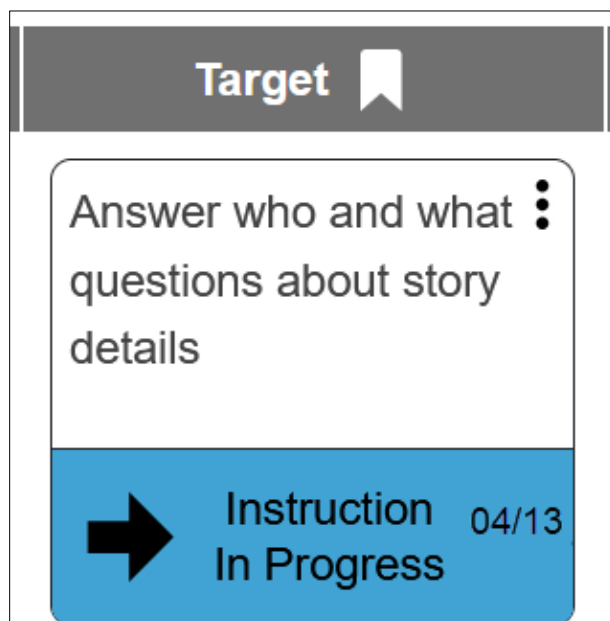 Target
Answer who and what
questions about story
details
Instruction
In Progress
04/13